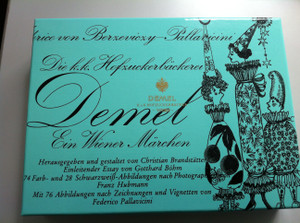 rice von Berzeviczy-Pallavicini
Die k.k. Hofzuckerbäckerei
DEMEL
Demel
Ein Wiener Märchen
Herausgegeben und gestaltet von Christian Brandstätter
Einleitender Essay von Gotthard Böhm
74 Farb- und 28 Schwarzweiß-Abbildungen nach Photograph
Franz Hubmann
Mit 76 Abbildungen nach Zeichnungen und Vignetten von
Federico Pallavicini